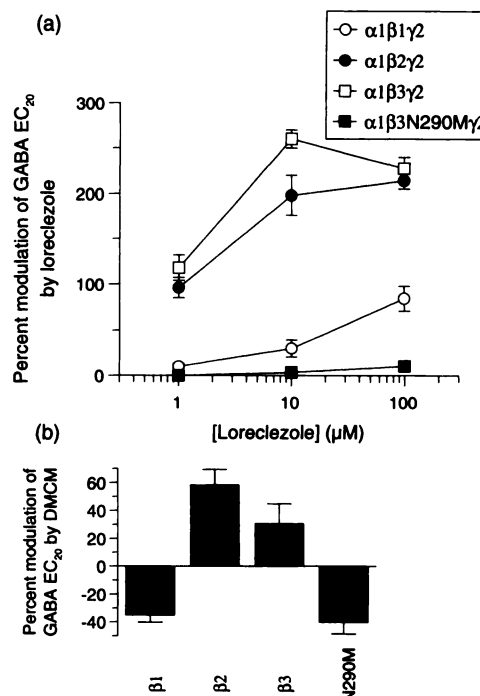 (a)
α1β1γ2
α1β2γ2
α1β3γ2
α1β3N290Mγ2
Percent modulation of GABA EC20
by loreclezole
300
200
100
0
1
10
100
[Loreclezole] (μM)
(b)
Percent modulation of
GABA EC20 by DMCM
60
40
20
0
-20
-40
β1
β2
β3
N290M